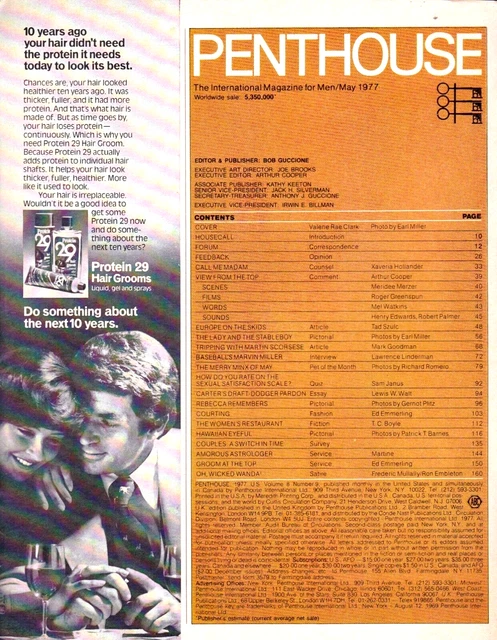 10 years ago
your hair didn't need
the protein it needs
today to look its best.
Chances are, your hair looked
healthier ten years ago. It was
thicker, fuller, and it had more
protein. And that's what hair is
made of. But as time goes by,
your hair loses protein—
continuously. Which is why you
need Protein 29 Hair Groom.
Because Protein 29 actually
adds protein to individual hair
shafts. It helps your hair look
thicker, fuller, healthier. More
like it used to look.
Your hair is irreplaceable.
Wouldn't it be a good idea to
get some
Protein 29 now
and do some-
thing about the
next ten years?
29
29
Protein 29
Hair Grooms
Liquid, gel and sprays
Do something about
the next 10 years.
PENTHOUSE
The International Magazine for Men/May 1977
Worldwide sale: 5,350,000*
EDITOR & PUBLISHER: BOB GUCCIONE
EXECUTIVE ART DIRECTOR: JOE BROOKS
EXECUTIVE EDITOR: ARTHUR COOPER
ASSOCIATE PUBLISHER: KATHY KEETON
SENIOR VICE-PRESIDENT: JACK H. SILVERMAN
SECRETARY-TREASURER: ANTHONY J. GUCCIONE
EXECUTIVE VICE-PRESIDENT: IRWIN E. BILLMAN
CONTENTS PAGE
COVER Valerie Rae Clark Photo by Earl Miller
HOUSECALL Introduction 10
FORUM Correspondence 12
FEEDBACK Opinion 26
CALL ME MADAM Counsel Xaviera Hollander 33
VIEW FROM THE TOP Comment Arthur Cooper 39
SCENES Meridee Merzer 40
FILMS Roger Greenspun 42
WORDS Mel Watkins 43
SOUNDS Henry Edwards, Robert Palmer 45
EUROPE ON THE SKIDS Article Tad Szulc 48
THE LADY AND THE STABLEBOY Pictorial Photos by Earl Miller 56
TRIPPING WITH MARTIN SCORSESE Article Mark Goodman 68
BASEBALL'S MARVIN MILLER Interview Lawrence Linderman 72
THE MERRY MINX OF MAY Pet of the Month Photos by Richard Romero 79
HOW DO YOU RATE ON THE
SEXUAL SATISFACTION SCALE? Quiz Sam Janus 92
CARTER'S DRAFT-DODGER PARDON Essay Lewis W. Walt 94
REBECCA REMEMBERS Pictorial Photos by Gernot Plitz 96
COURTING Fashion Ed Emmerling 103
THE WOMEN'S RESTAURANT Fiction T. C. Boyle 112
HAWAIIAN EYEFUL Pictorial Photos by Patrick T. Barnes 116
COUPLES: A SWITCH IN TIME Survey 135
AMOROUS ASTROLOGER Service Martine 144
GROOM AT THE TOP Service Ed Emmerling 150
OH, WICKED WANDA! Satire Frederic Mullally/Ron Embleton 160
*Publisher's estimate (current average net sale)